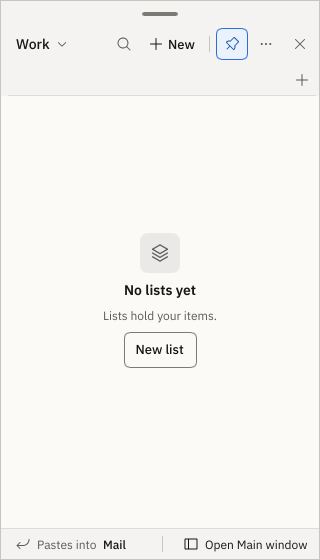 Work
New
No lists yet
Lists hold your items.
New list
Pastes into Mail
Open Main window